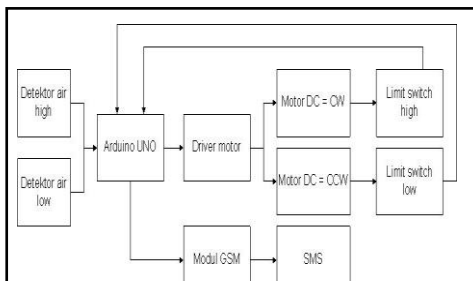 Detektor air
high
Detektor air
low
Arduino UNO
Driver motor
Motor DC = CW
Motor DC = CCW
Limit switch
high
Limit switch
low
Modul GSM
SMS